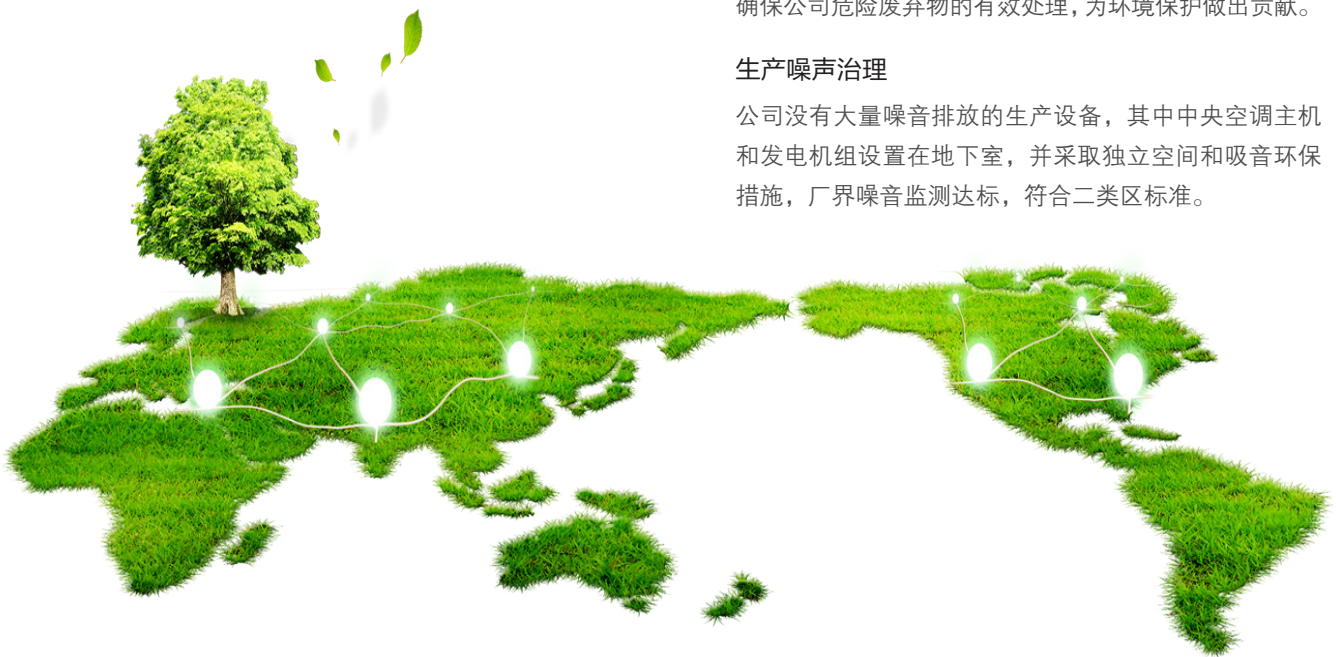 确保公司危险废弃物的有效处理，为环境保护做出贡献。
生产噪声治理
公司没有大量噪音排放的生产设备，其中中央空调主机
和发电机组设置在地下室，并采取独立空间和吸音环保
措施，厂界噪音监测达标，符合二类区标准。